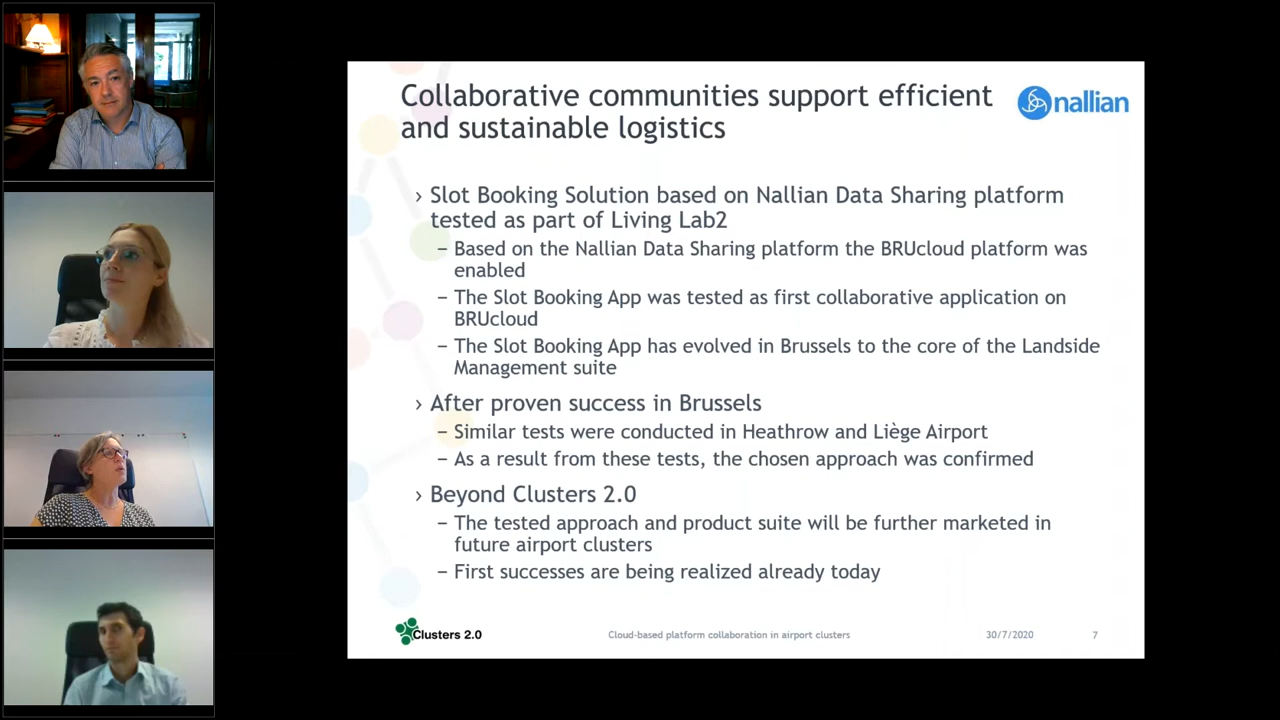 Collaborative communities support efficient
and sustainable logistics
nallian
› Slot Booking Solution based on Nallian Data Sharing platform
tested as part of Living Lab2
– Based on the Nallian Data Sharing platform the BRUcloud platform was
enabled
– The Slot Booking App was tested as first collaborative application on
BRUcloud
– The Slot Booking App has evolved in Brussels to the core of the Landside
Management suite
› After proven success in Brussels
– Similar tests were conducted in Heathrow and Liège Airport
– As a result from these tests, the chosen approach was confirmed
› Beyond Clusters 2.0
– The tested approach and product suite will be further marketed in
future airport clusters
– First successes are being realized already today
Clusters 2.0
Cloud-based platform collaboration in airport clusters
30/7/2020
7